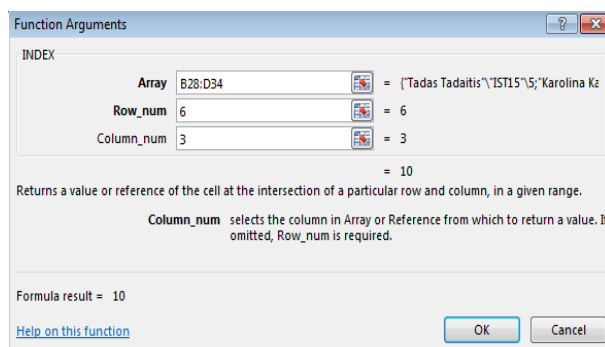 Function Arguments
INDEX
Array B28:D34 = {"Tadas Tadaitis"\"IST15"\5;"Karolina Ka
Row_num 6 = 6
Column_num 3 = 3
= 10
Returns a value or reference of the cell at the intersection of a particular row and column, in a given range.
Column_num selects the column in Array or Reference from which to return a value. I
omitted, Row_num is required.
Formula result = 10
Help on this function
OK Cancel